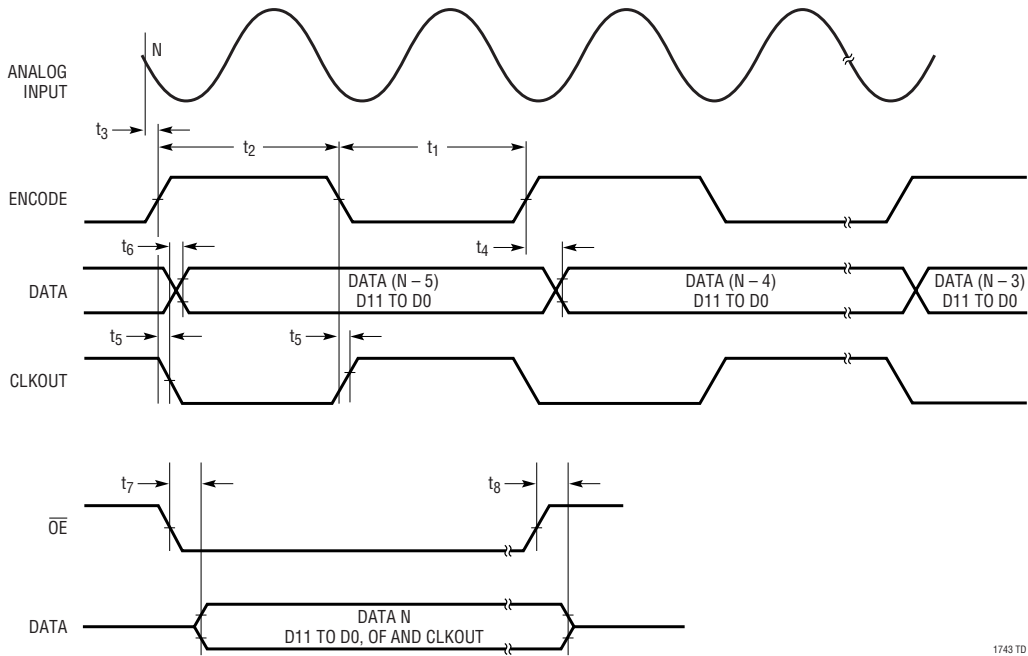 N
ANALOG
INPUT
t3
t2
t1
ENCODE
t6
t4
DATA
DATA (N – 5)
D11 TO D0
DATA (N – 4)
D11 TO D0
DATA (N – 3)
D11 TO D0
t5
t5
CLKOUT
t7
t8
OE
DATA
DATA N
D11 TO D0, OF AND CLKOUT
1743 TD